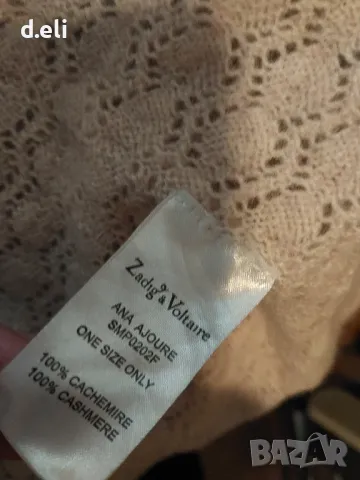 d.eli
Zadig & Voltaire
ANA AJOURE
SMP0202F
ONE SIZE ONLY
100% CACHEMIRE
100% CASHMERE
BAZAR